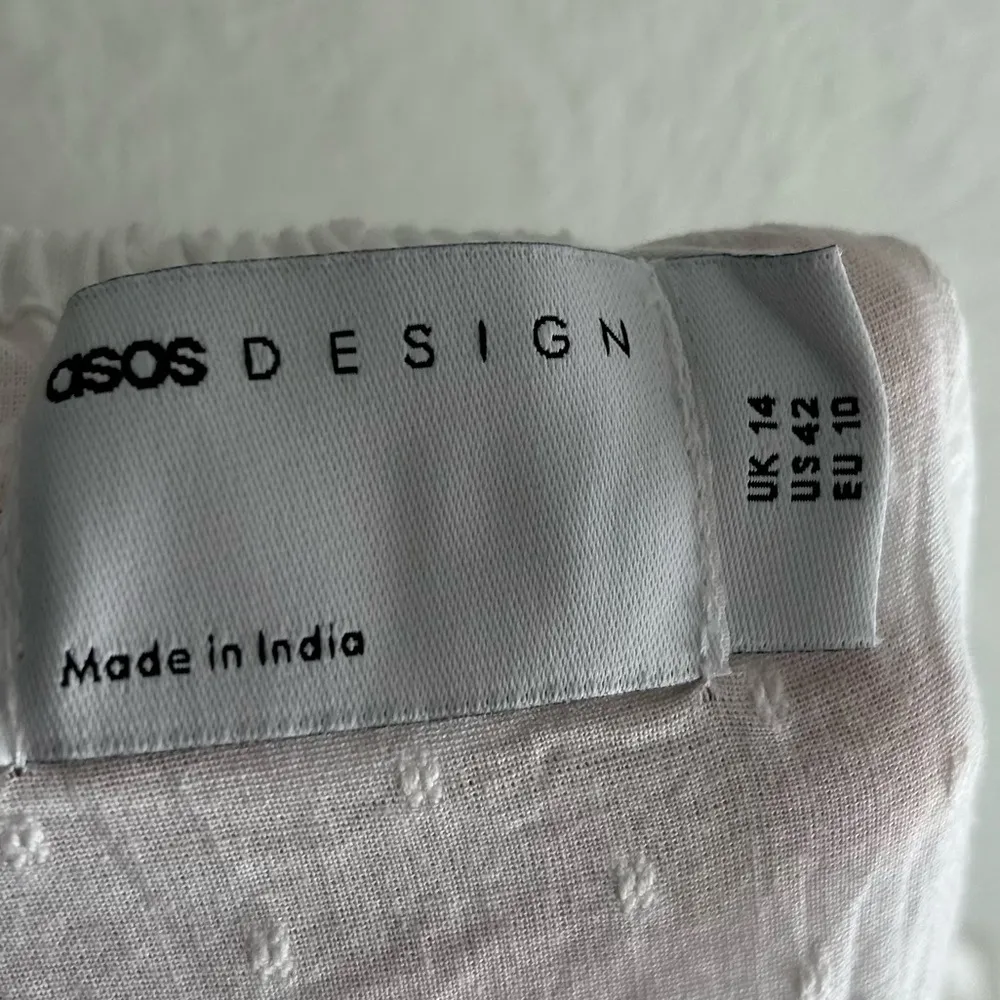 asos DESIGN
Made in India
UK 14
US 42
EU 10